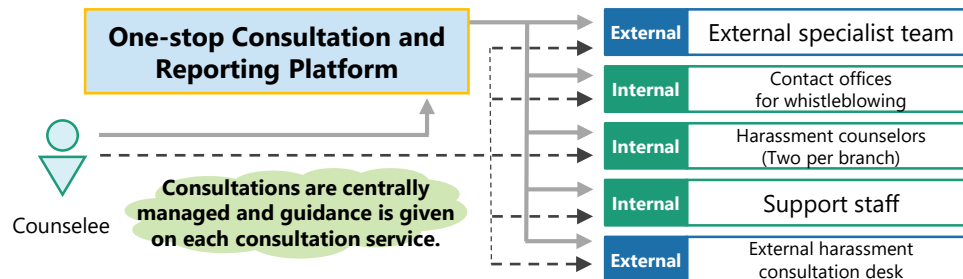 One-stop Consultation and
Reporting Platform
Counselee
Consultations are centrally
managed and guidance is given
on each consultation service.
External External specialist team
Internal Contact offices
for whistleblowing
Internal Harassment counselors
(Two per branch)
Internal Support staff
External External harassment
consultation desk